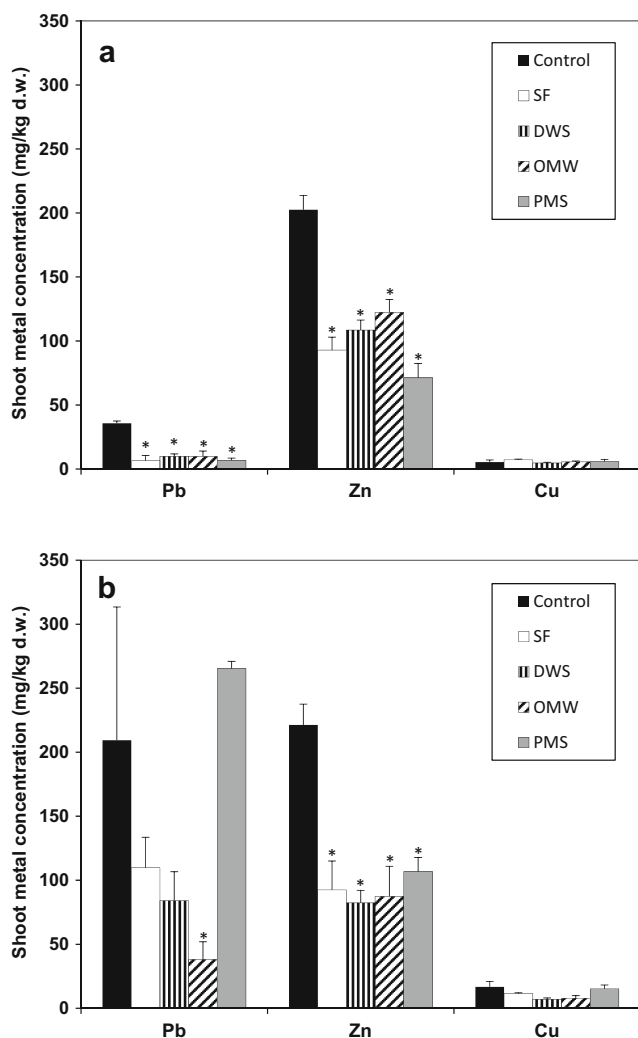 a
Shoot metal concentration (mg/kg d.w.)
350
300
250
200
150
100
50
0
Control
SF
DWS
OMW
PMS
* * * *
* * * *
Pb Zn Cu
b
Shoot metal concentration (mg/kg d.w.)
350
300
250
200
150
100
50
0
Control
SF
DWS
OMW
PMS
*
* * * *
Pb Zn Cu